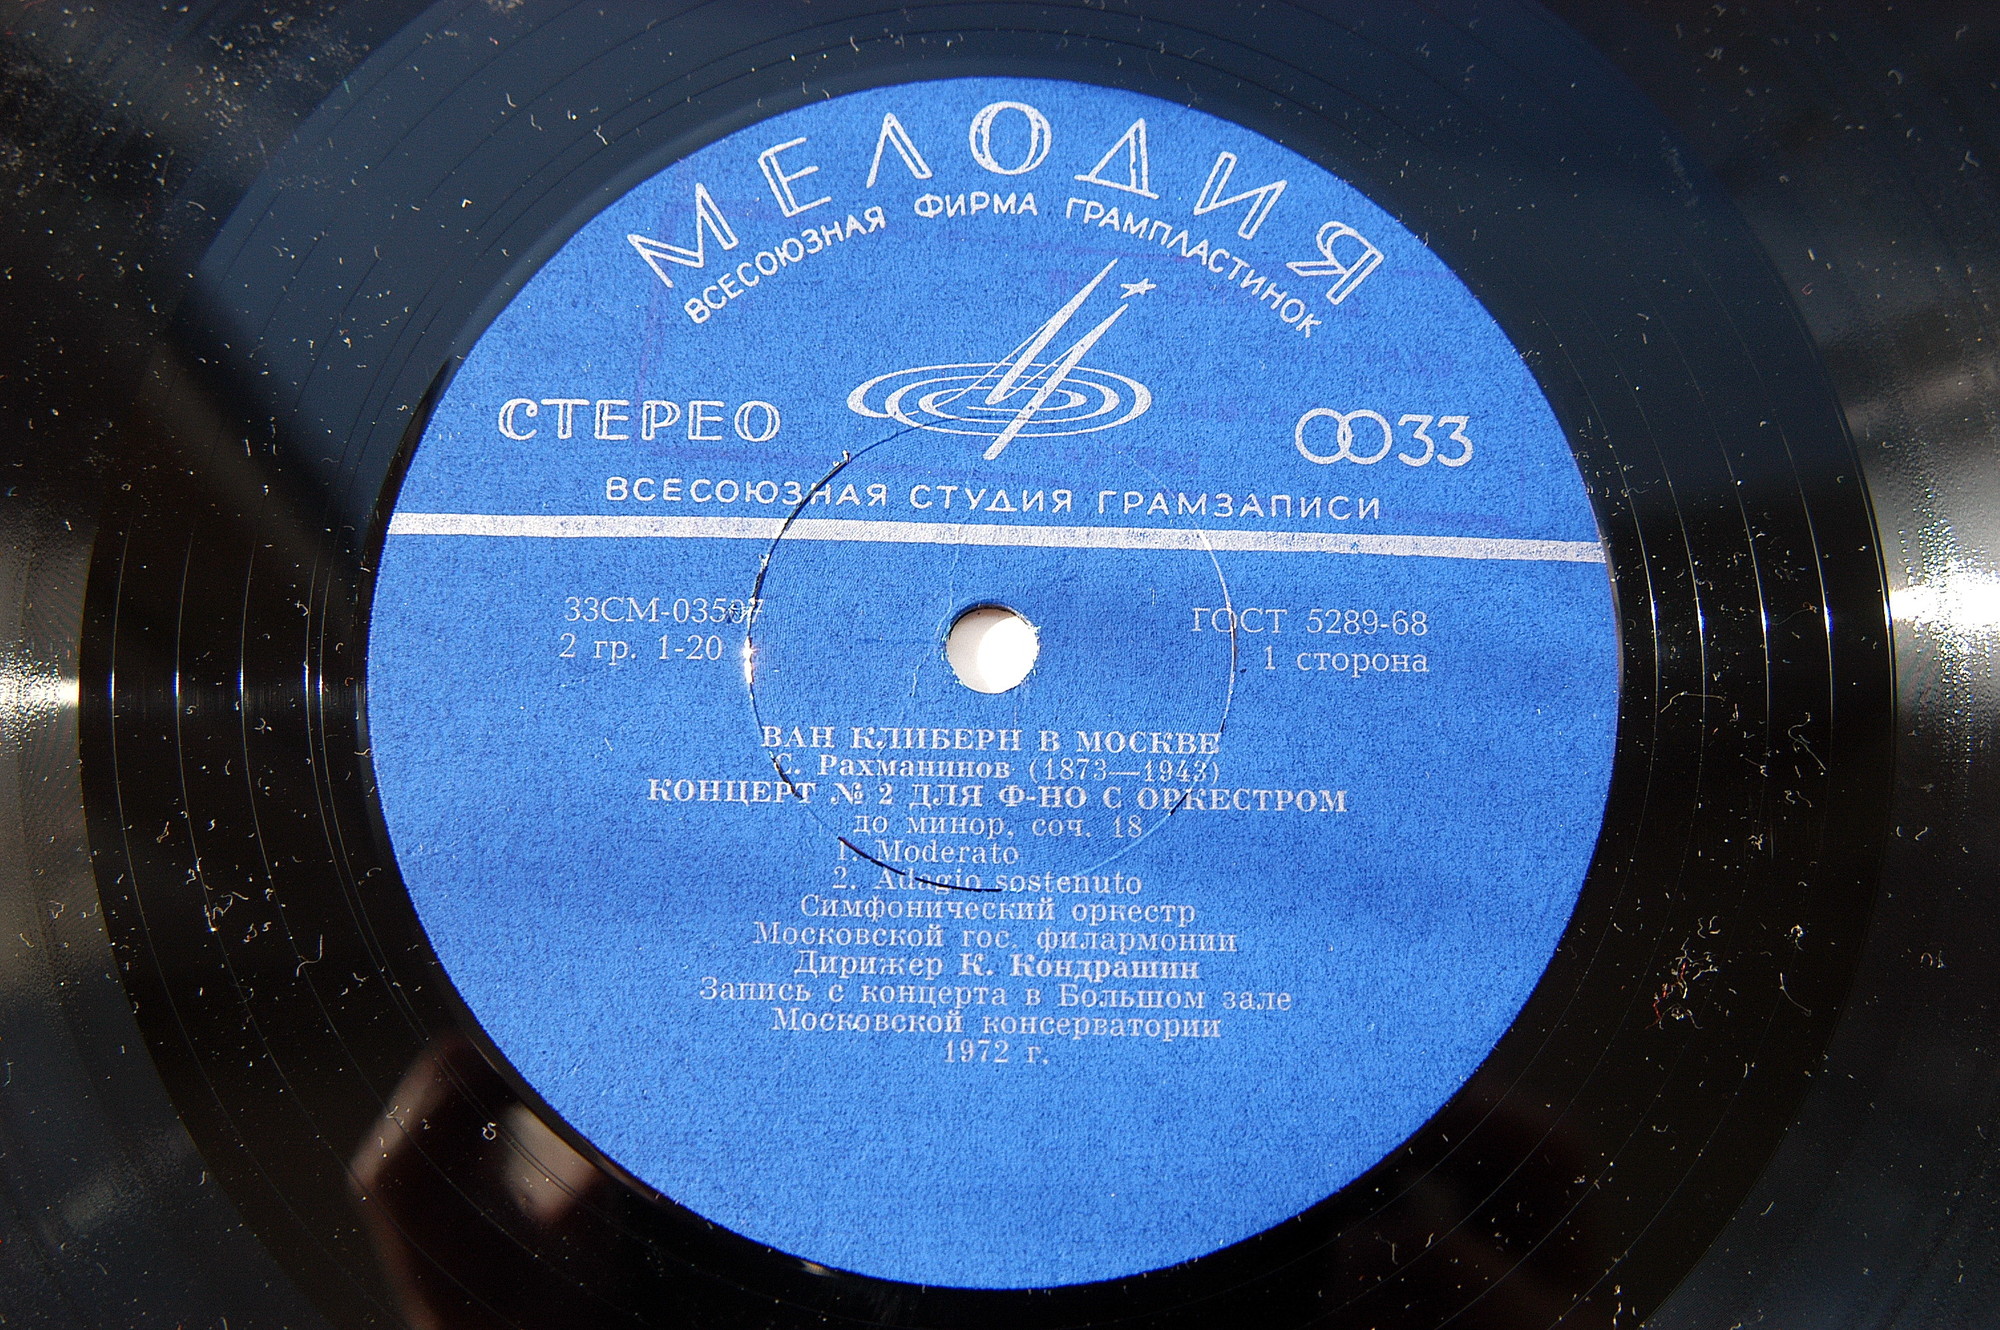 МЕЛОДИЯ
ВСЕСОЮЗНАЯ ФИРМА ГРАМПЛАСТИНОК
СТЕРЕО
33
ВСЕСОЮЗНАЯ СТУДИЯ ГРАМЗАПИСИ
33СМ-03597
ГОСТ 5289-68
2 гр. 1-20
1 сторона
ВАН КЛИБЕРН В МОСКВЕ
С. Рахманинов (1873—1943)
КОНЦЕРТ № 2 ДЛЯ Ф-НО С ОРКЕСТРОМ
до минор, соч. 18
1. Moderato
2. Adagio sostenuto
Симфонический оркестр
Московской гос. филармонии
Дирижер К. Кондрашин
Запись с концерта в Большом зале
Московской консерватории
1972 г.